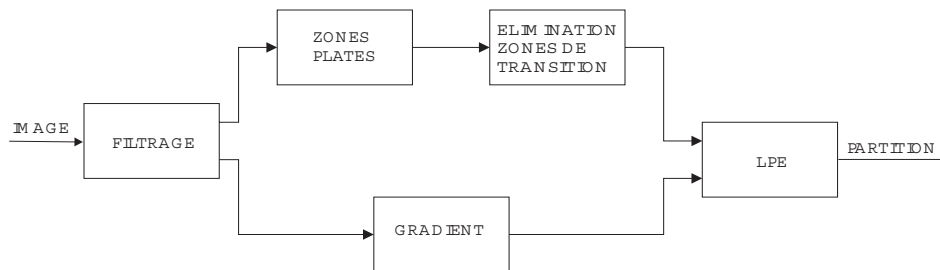 ZONES
PLATES
ELIMINATION
ZONES DE
TRANSITION
IMAGE
FILTRAGE
LPE
PARTITION
GRADIENT